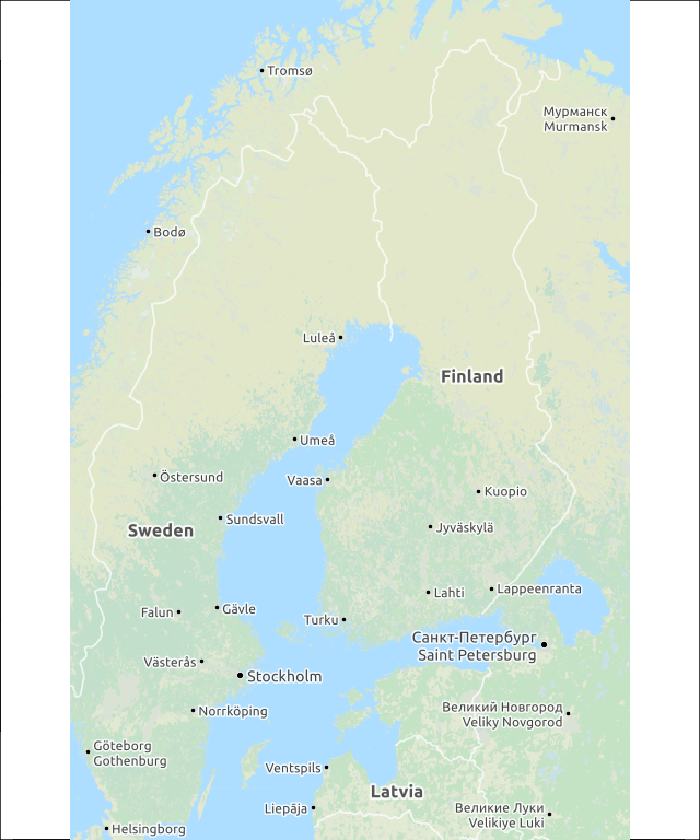 Tromsø
Мурманск
Murmansk
Bodø
Luleå
Finland
Umeå
Östersund
Vaasa
Kuopio
Sundsvall
Jyväskylä
Sweden
Lappeenranta
Lahti
Falun
Gävle
Turku
Санкт-Петербург
Saint Petersburg
Västerås
Stockholm
Великий Новгород
Veliky Novgorod
Norrköping
Göteborg
Gothenburg
Ventspils
Latvia
Liepāja
Великие Луки
Velikiye Luki
Helsingborg